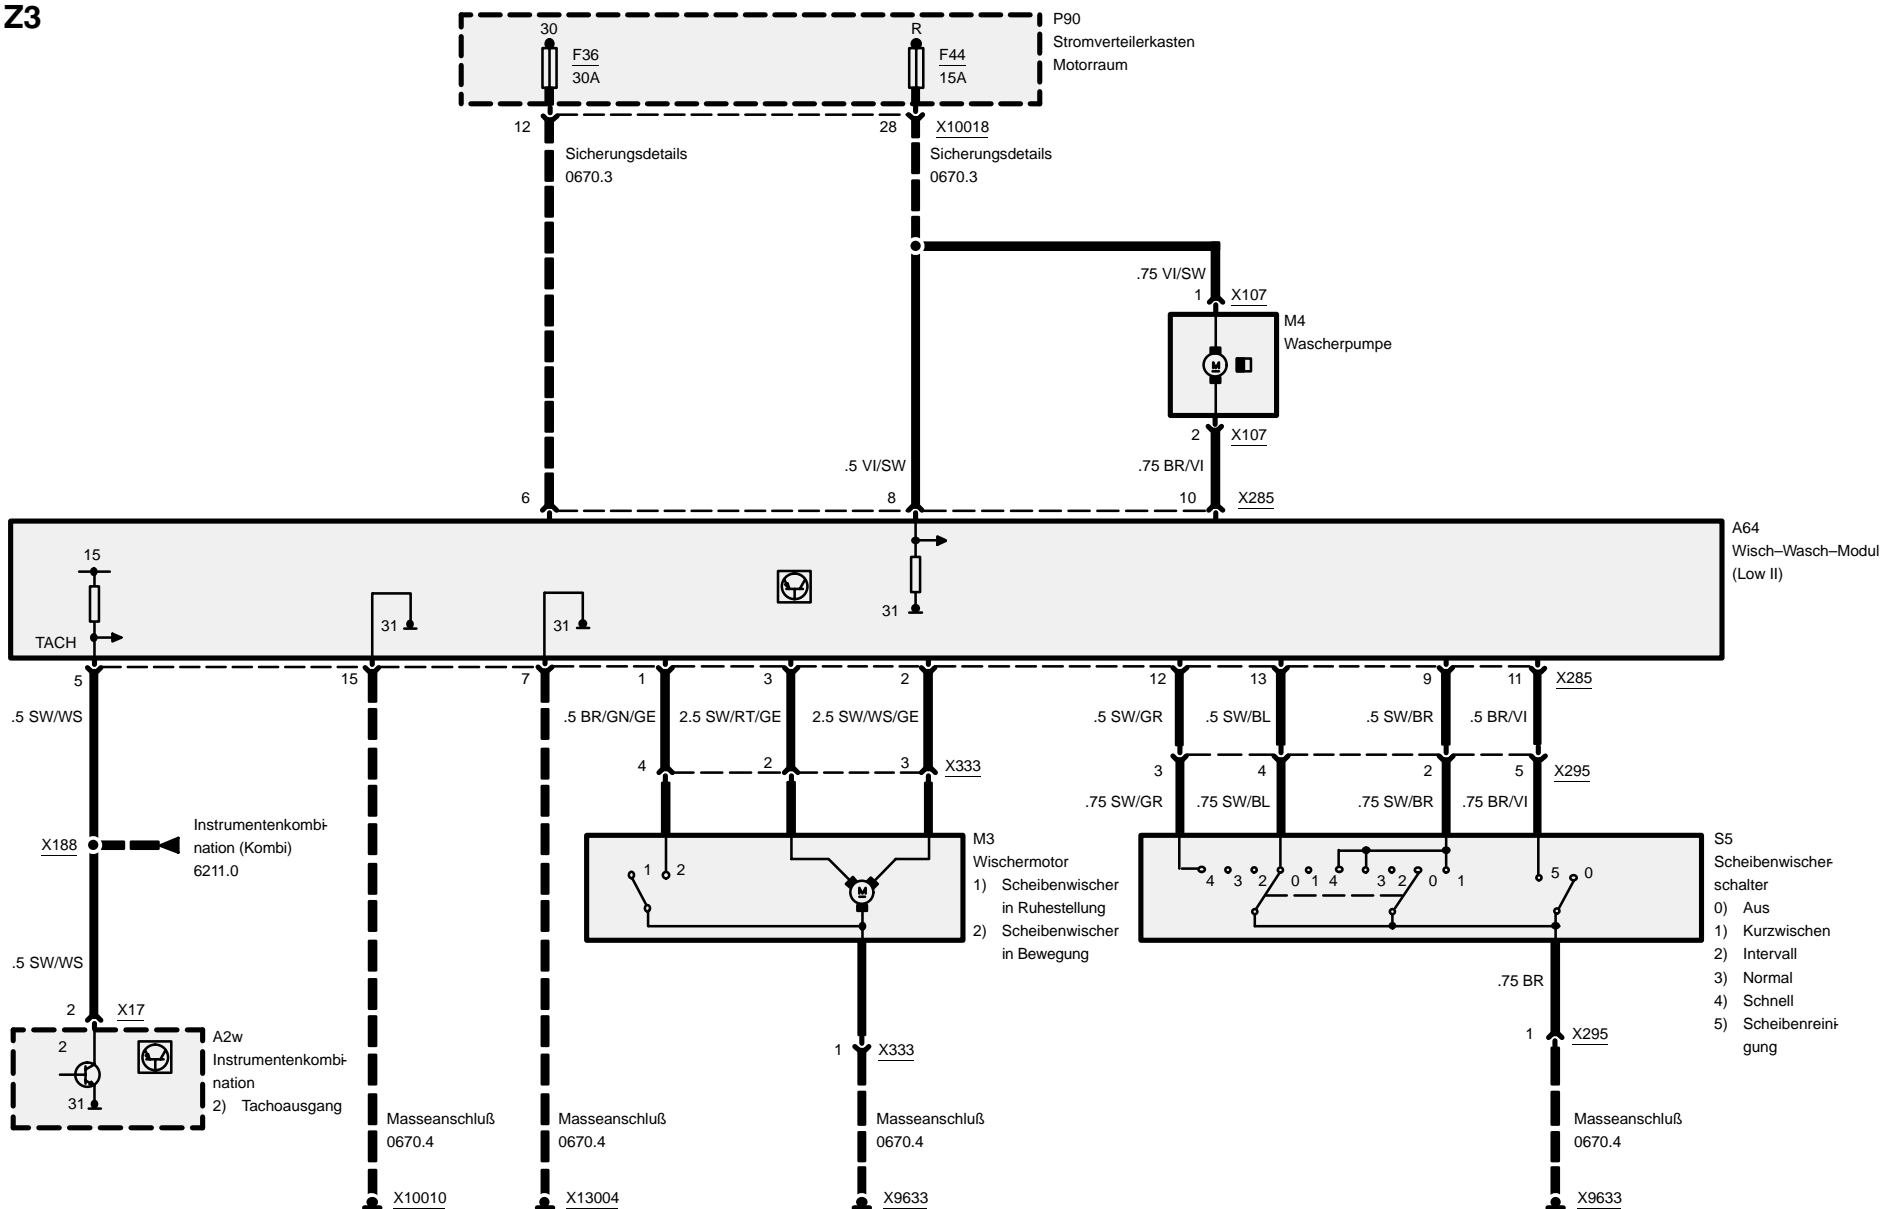 Z3
30
R
P90
Stromverteilerkasten
Motorraum
F36
30A
F44
15A
12
28
X10018
Sicherungsdetails
0670.3
Sicherungsdetails
0670.3
.75 VI/SW
1
X107
M4
Wascherpumpe
M
2
X107
.5 VI/SW
.75 BR/VI
6
8
10
X285
A64
Wisch–Wasch–Modul
(Low II)
15
31
31
31
TACH
5
15
7
1
3
2
12
13
9
11
X285
.5 SW/WS
.5 BR/GN/GE
2.5 SW/RT/GE
2.5 SW/WS/GE
.5 SW/GR
.5 SW/BL
.5 SW/BR
.5 BR/VI
4
2
3
X333
3
4
2
5
X295
.75 SW/GR
.75 SW/BL
.75 SW/BR
.75 BR/VI
X188
Instrumentenkombi-
nation (Kombi)
6211.0
1
2
M
M3
Wischermotor
1) Scheibenwischer
in Ruhestellung
2) Scheibenwischer
in Bewegung
4
3
2
0
1
4
3
2
0
1
5
0
S5
Scheibenwischer-
schalter
0) Aus
1) Kurzwischen
2) Intervall
3) Normal
4) Schnell
5) Scheibenreini-
gung
.5 SW/WS
.75 BR
2
X17
1
X333
1
X295
2
31
A2w
Instrumentenkombi-
nation
2) Tachoausgang
Masseanschluß
0670.4
Masseanschluß
0670.4
Masseanschluß
0670.4
Masseanschluß
0670.4
X10010
X13004
X9633
X9633